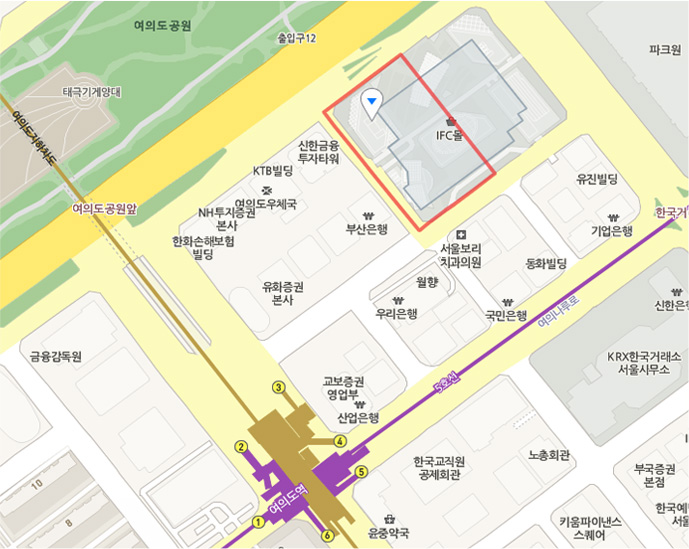 여의도공원
출입구12
파크원
태극기게양대
여의도지하차도
신한금융
투자타워
IFC몰
KTB빌딩
유진빌딩
여의도우체국
여의도공원앞
NH투자증권
본사
한국거
부산은행
기업은행
한화손해보험
빌딩
서울보리
치과의원
동화빌딩
월향
유화증권
본사
신한은행
우리은행
국민은행
여의나루로
금융감독원
KRX한국거래소
서울사무소
교보증권
영업부
5호선
3
산업은행
4
2
노총회관
한국교직원
공제회관
5
부국증권
본점
10
여의도역
한국예
서울
8
1
6
윤중약국
키움파이낸스
스퀘어